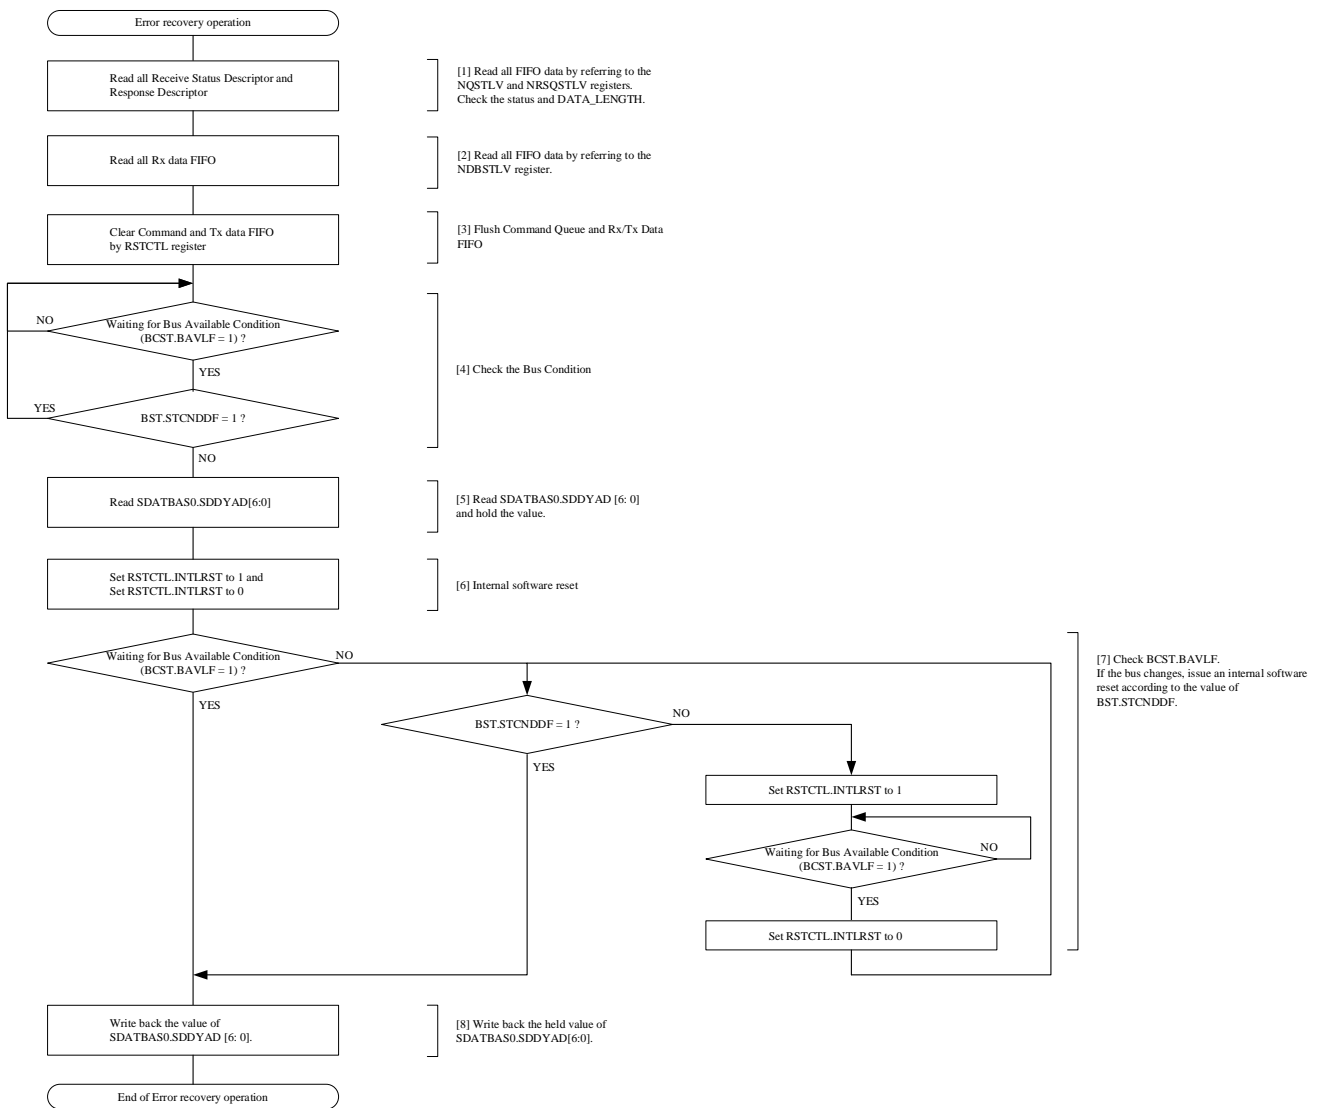 Error recovery operation
Read all Receive Status Descriptor and
Response Descriptor
[1] Read all FIFO data by referring to the
NQSTLV and NRSQSTLV registers.
Check the status and DATA_LENGTH.
Read all Rx data FIFO
[2] Read all FIFO data by referring to the
NDBSTLV register.
Clear Command and Tx data FIFO
by RSTCTL register
[3] Flush Command Queue and Rx/Tx Data
FIFO
Waiting for Bus Available Condition
(BCST.BAVLF = 1) ?
NO
YES
[4] Check the Bus Condition
BST.STCNDDF = 1 ?
YES
NO
Read SDATBAS0.SDDYAD[6:0]
[5] Read SDATBAS0.SDDYAD [6: 0]
and hold the value.
Set RSTCTL.INTLRST to 1 and
Set RSTCTL.INTLRST to 0
[6] Internal software reset
Waiting for Bus Available Condition
(BCST.BAVLF = 1) ?
NO
YES
[7] Check BCST.BAVLF.
If the bus changes, issue an internal software
reset according to the value of
BST.STCNDDF.
BST.STCNDDF = 1 ?
NO
YES
Set RSTCTL.INTLRST to 1
Waiting for Bus Available Condition
(BCST.BAVLF = 1) ?
NO
YES
Set RSTCTL.INTLRST to 0
Write back the value of
SDATBAS0.SDDYAD [6: 0].
[8] Write back the held value of
SDATBAS0.SDDYAD[6:0].
End of Error recovery operation